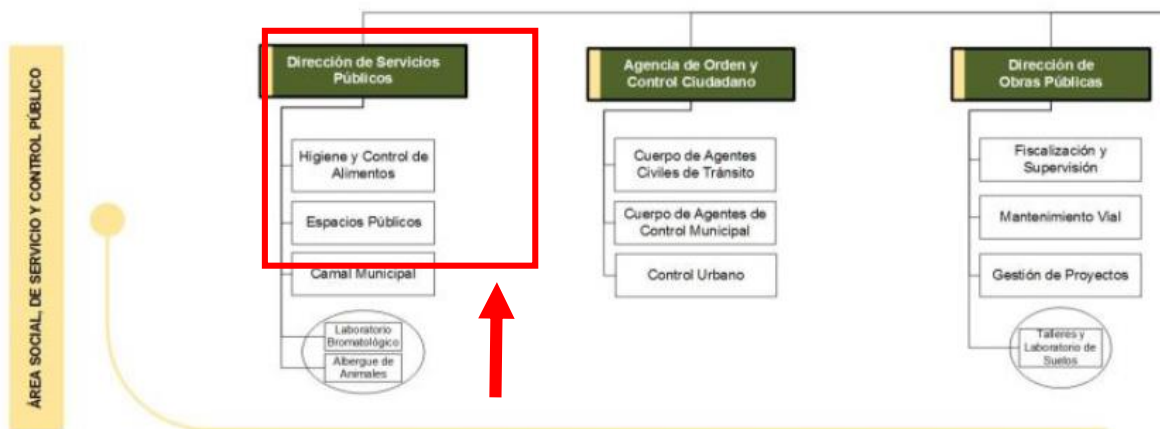 ÁREA SOCIAL, DE SERVICIO Y CONTROL PÚBLICO
Dirección de Servicios
Públicos
Higiene y Control de
Alimentos
Espacios Públicos
Camal Municipal
Laboratorio
Bromatológico
Albergue de
Animales
Agencia de Orden y
Control Ciudadano
Cuerpo de Agentes
Civiles de Tránsito
Cuerpo de Agentes de
Control Municipal
Control Urbano
Dirección de
Obras Públicas
Fiscalización y
Supervisión
Mantenimiento Vial
Gestión de Proyectos
Talleres y
Laboratorio de
Suelos